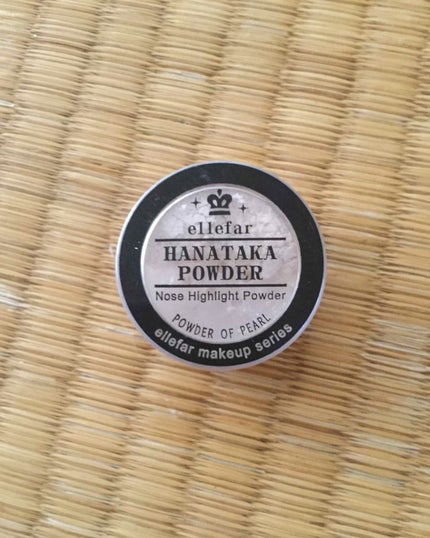 ellefar
HANATAKA
POWDER
Nose Highlight Powder
POWDER OF PEARL
ellefar makeup series